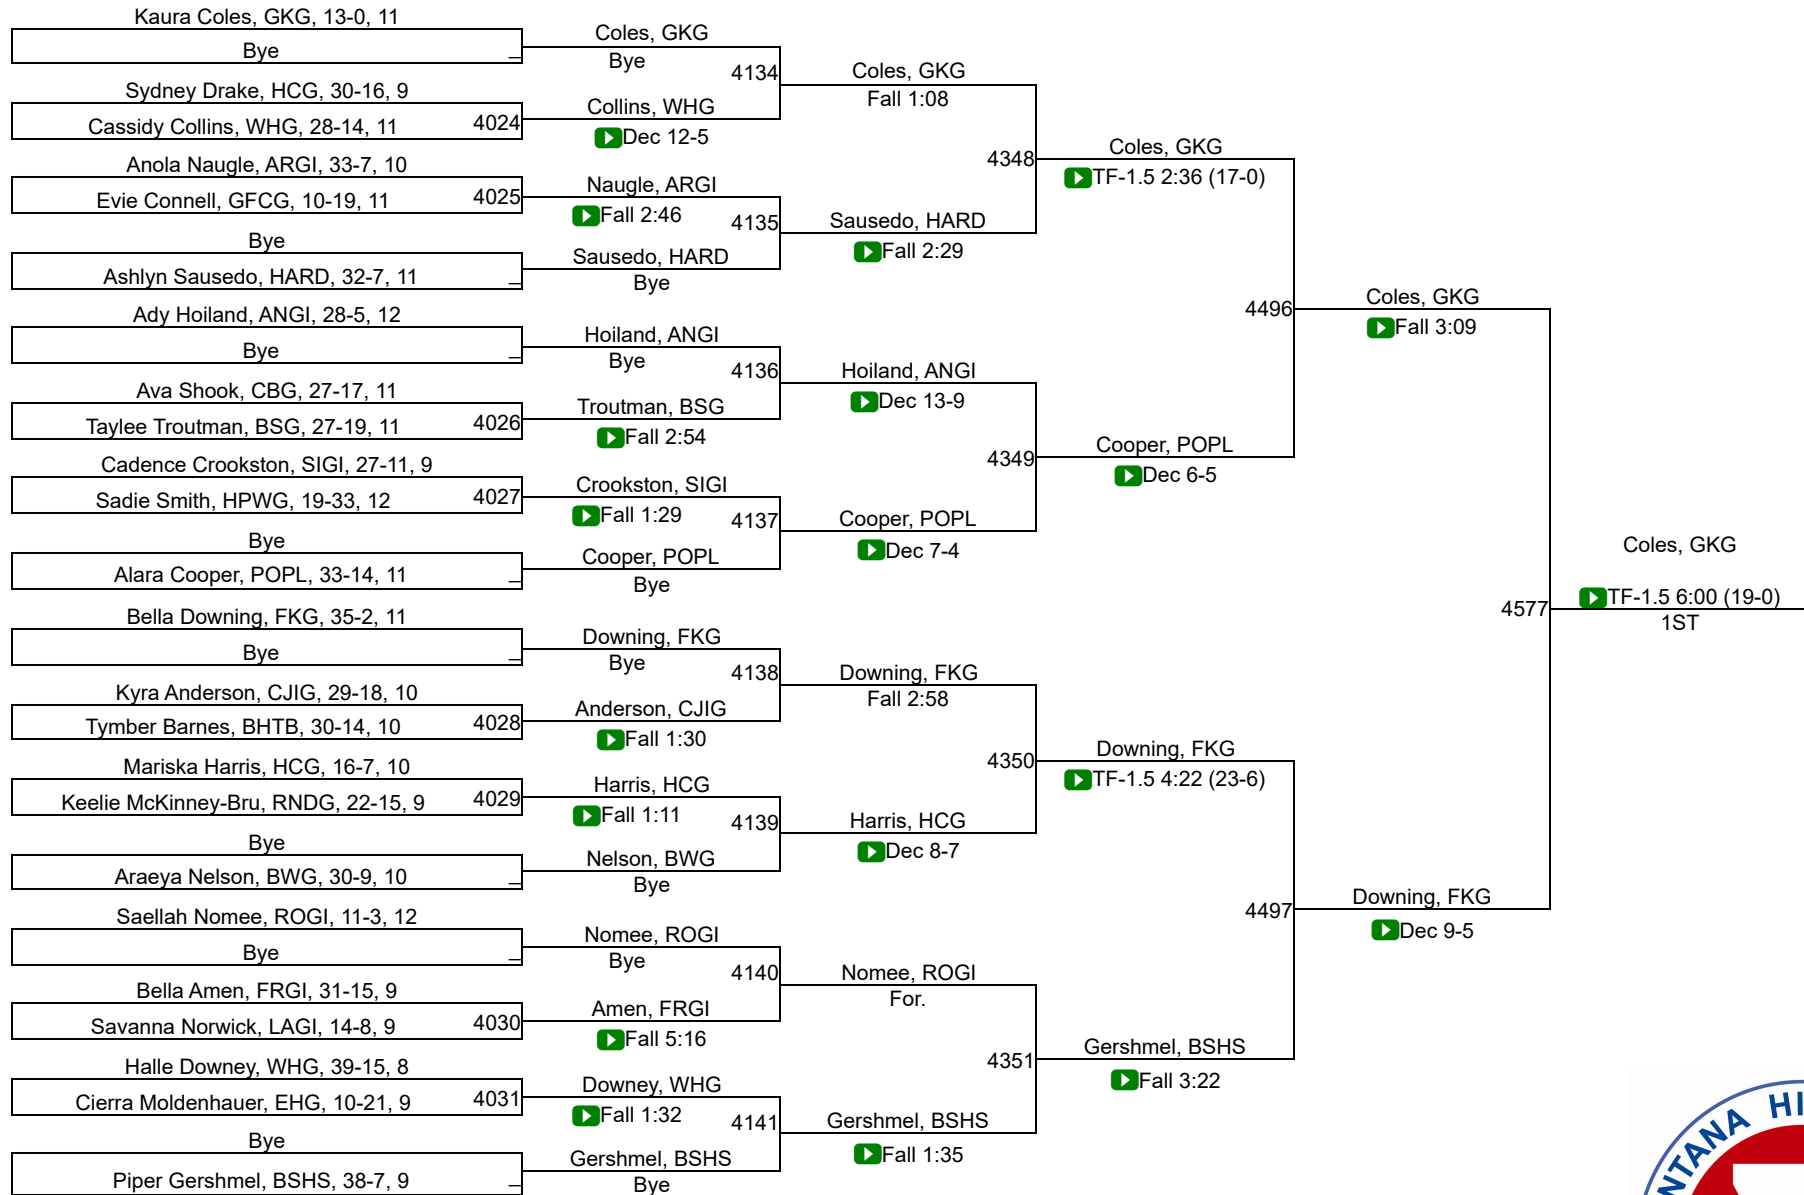 Kaura Coles, GKG, 13-0, 11
Bye
Sydney Drake, HCG, 30-16, 9
Cassidy Collins, WHG, 28-14, 11
4024
Anola Naugle, ARGI, 33-7, 10
Evie Connell, GFCG, 10-19, 11
4025
Bye
Ashlyn Sausedo, HARD, 32-7, 11
Ady Hoiland, ANGI, 28-5, 12
Bye
Ava Shook, CBG, 27-17, 11
Taylee Troutman, BSG, 27-19, 11
4026
Cadence Crookston, SIGI, 27-11, 9
Sadie Smith, HPWG, 19-33, 12
4027
Bye
Alara Cooper, POPL, 33-14, 11
Bella Downing, FKG, 35-2, 11
Bye
Kyra Anderson, CJIG, 29-18, 10
Tymber Barnes, BHTB, 30-14, 10
4028
Mariska Harris, HCG, 16-7, 10
Keelie McKinney-Bru, RNDG, 22-15, 9
4029
Bye
Araeya Nelson, BWG, 30-9, 10
Saellah Nomee, ROGI, 11-3, 12
Bye
Bella Amen, FRGI, 31-15, 9
Savanna Norwick, LAGI, 14-8, 9
4030
Halle Downey, WHG, 39-15, 8
Cierra Moldenhauer, EHG, 10-21, 9
4031
Bye
Piper Gershmel, BSHS, 38-7, 9
Coles, GKG
Bye
4134
Collins, WHG
Dec 12-5
Naugle, ARGI
Fall 2:46
4135
Sausedo, HARD
Bye
Hoiland, ANGI
Bye
4136
Troutman, BSG
Fall 2:54
Crookston, SIGI
Fall 1:29
4137
Cooper, POPL
Bye
Downing, FKG
Bye
4138
Anderson, CJIG
Fall 1:30
Harris, HCG
Fall 1:11
4139
Nelson, BWG
Bye
Nomee, ROGI
Bye
4140
Amen, FRGI
Fall 5:16
Downey, WHG
Fall 1:32
4141
Gershmel, BSHS
Bye
Coles, GKG
Fall 1:08
4348
Sausedo, HARD
Fall 2:29
Hoiland, ANGI
Dec 13-9
4349
Cooper, POPL
Dec 7-4
Downing, FKG
Fall 2:58
4350
Harris, HCG
Dec 8-7
Nomee, ROGI
For.
4351
Gershmel, BSHS
Fall 1:35
Coles, GKG
TF-1.5 2:36 (17-0)
4496
Cooper, POPL
Dec 6-5
Downing, FKG
TF-1.5 4:22 (23-6)
4497
Gershmel, BSHS
Fall 3:22
Coles, GKG
Fall 3:09
4577
Downing, FKG
Dec 9-5
Coles, GKG
TF-1.5 6:00 (19-0)
1ST
NTANA HI